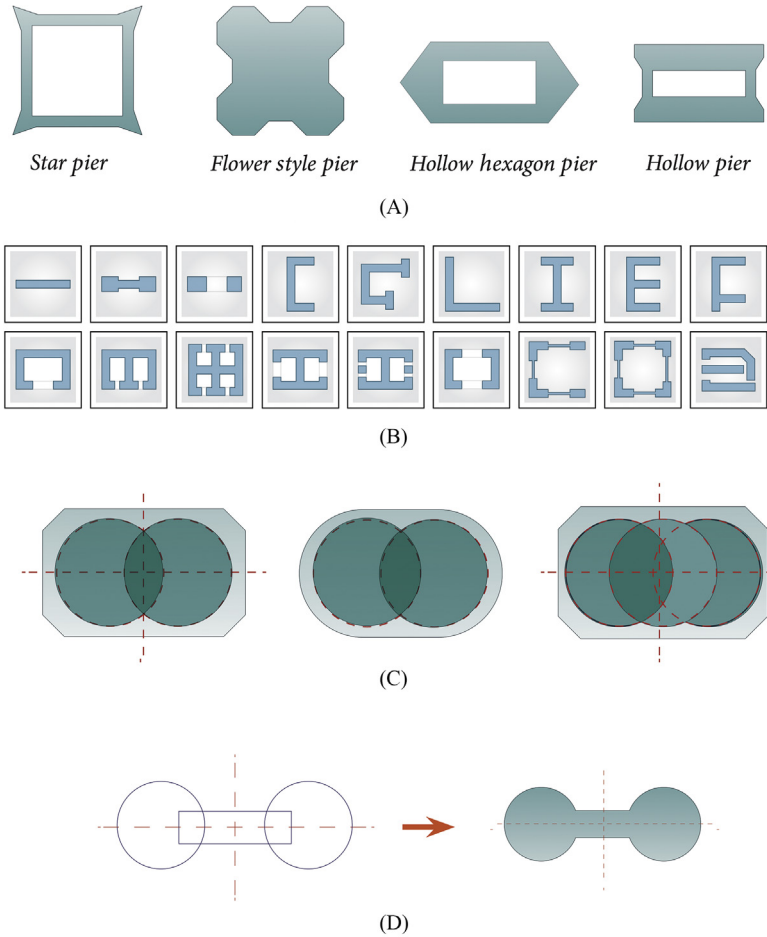 Star pier
Flower style pier
Hollow hexagon pier
Hollow pier
(A)
(B)
(C)
(D)